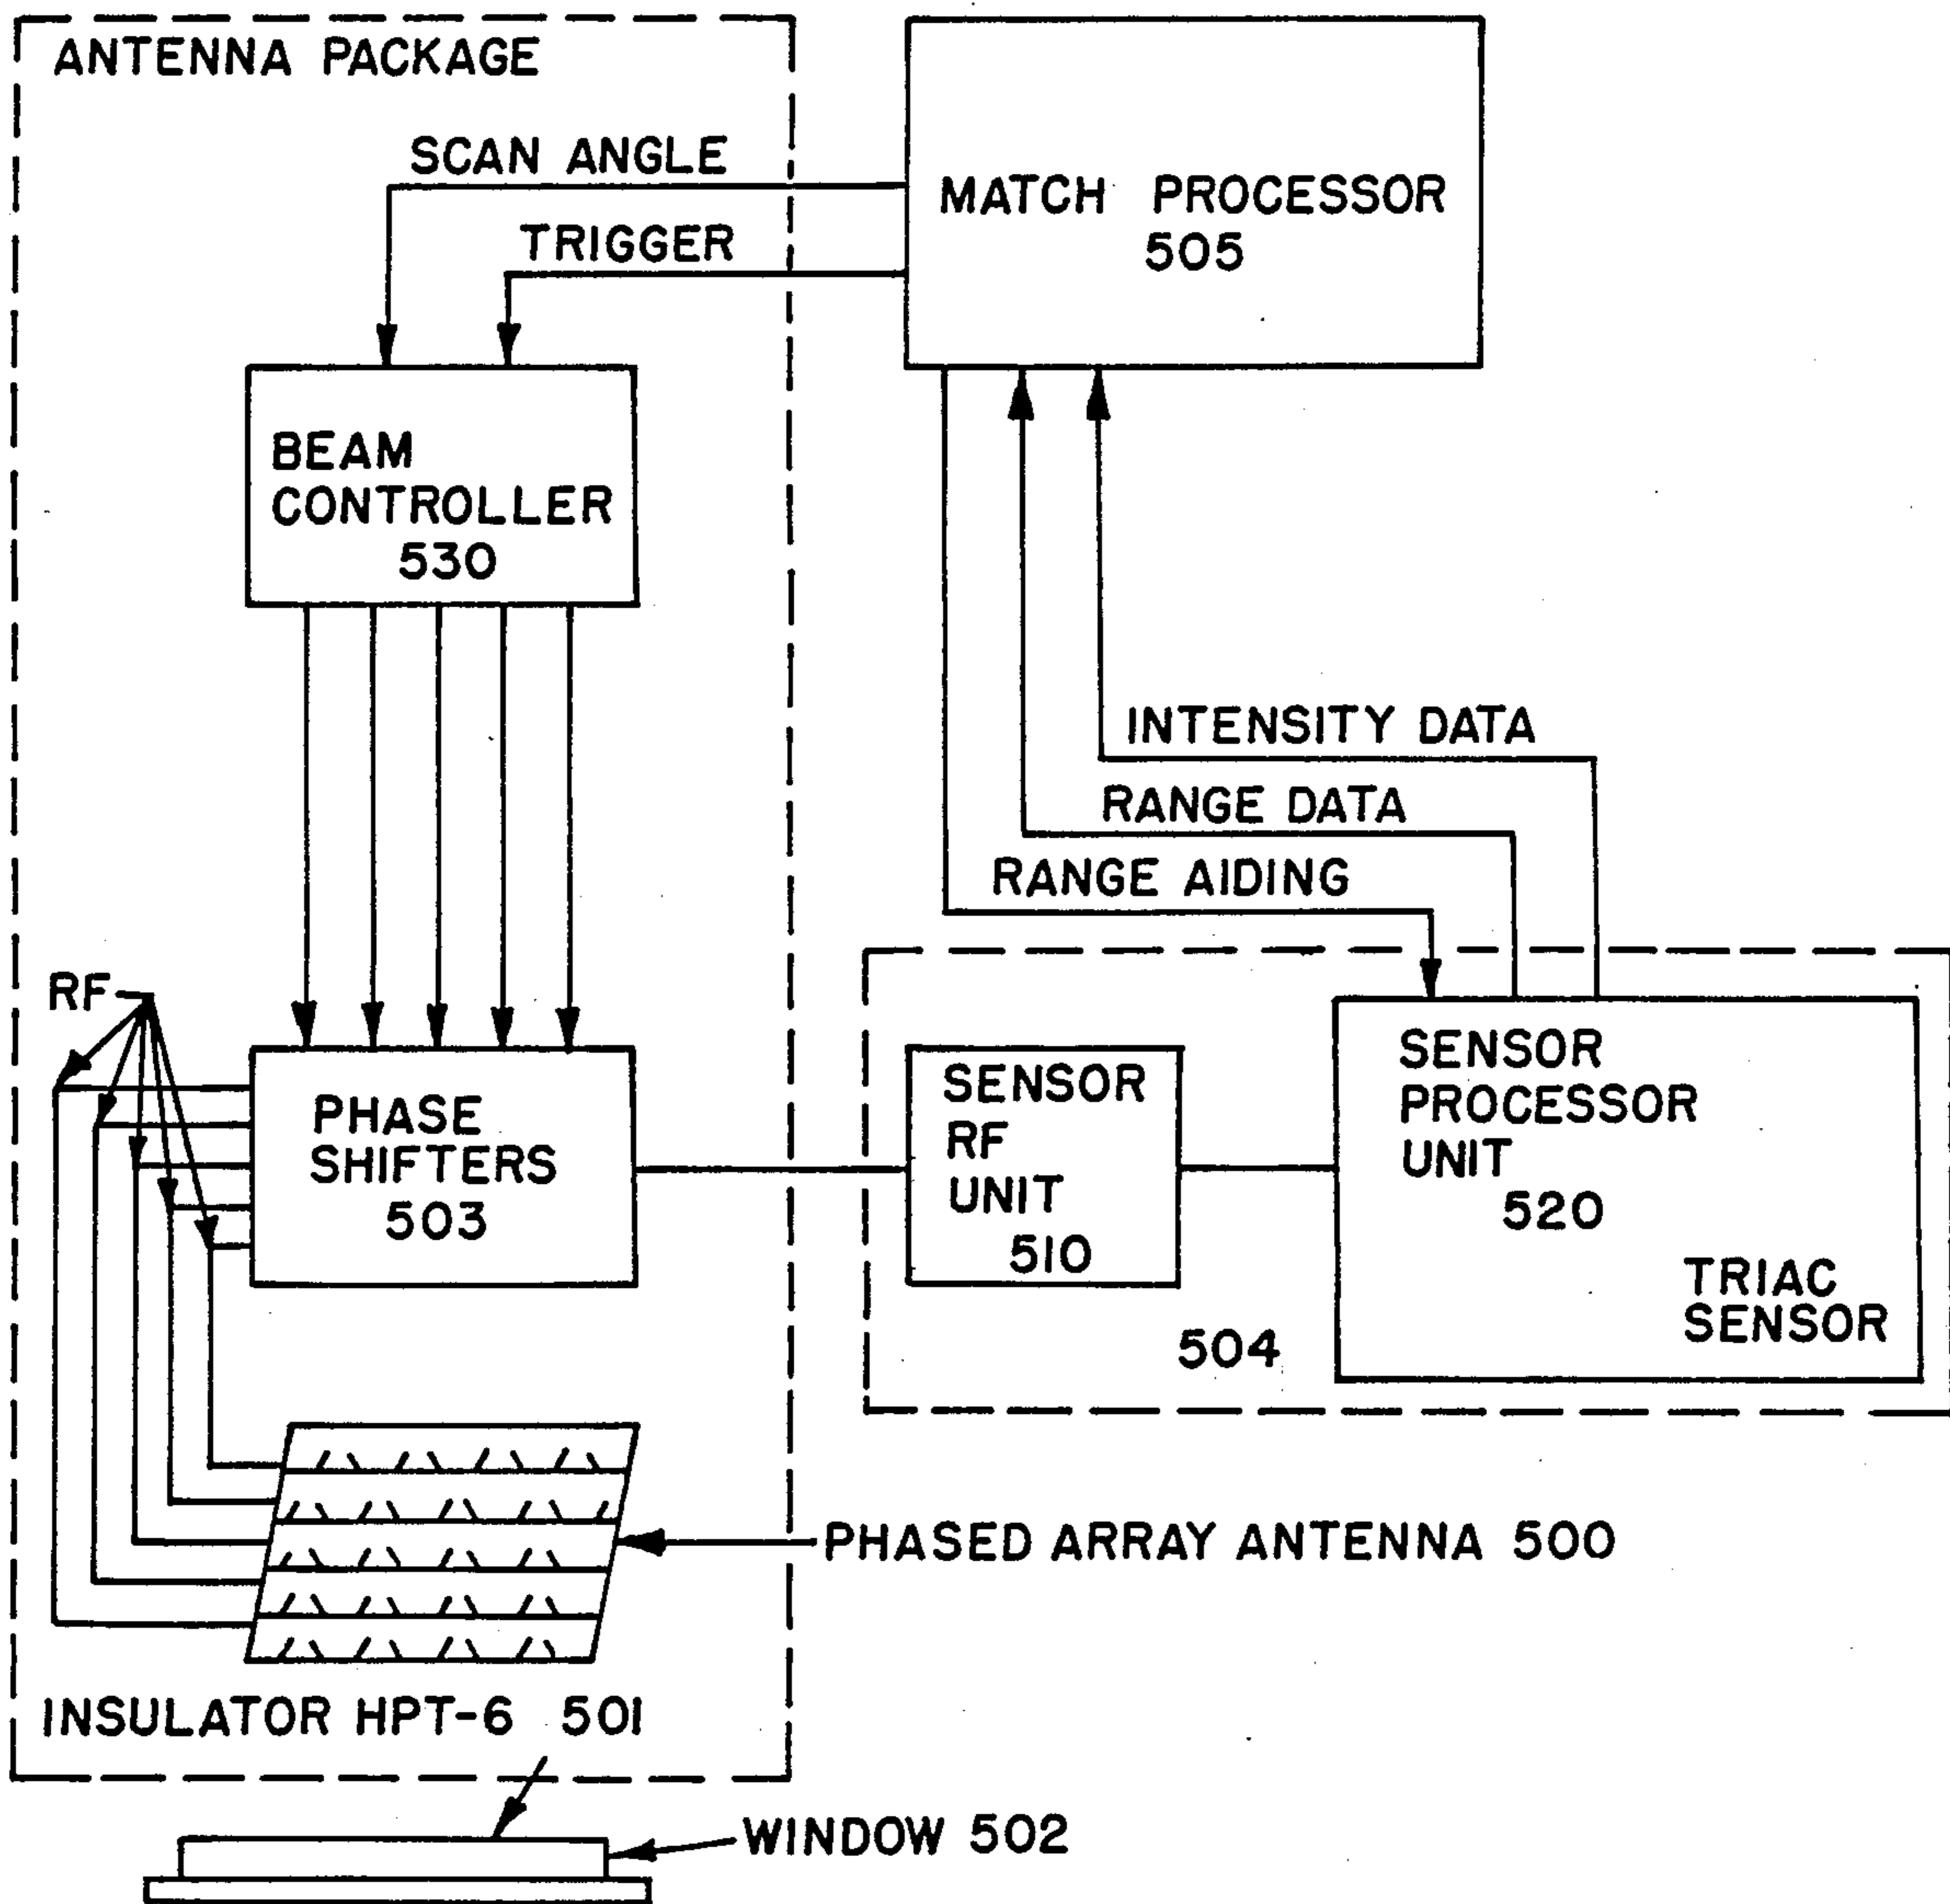 ANTENNA PACKAGE
SCAN ANGLE
TRIGGER
MATCH PROCESSOR
505
BEAM
CONTROLLER
530
INTENSITY DATA
RANGE DATA
RANGE AIDING
RF
PHASE
SHIFTERS
503
SENSOR
RF
UNIT
510
SENSOR
PROCESSOR
UNIT
520
TRIAC
SENSOR
504
PHASED ARRAY ANTENNA 500
INSULATOR HPT-6 501
WINDOW 502